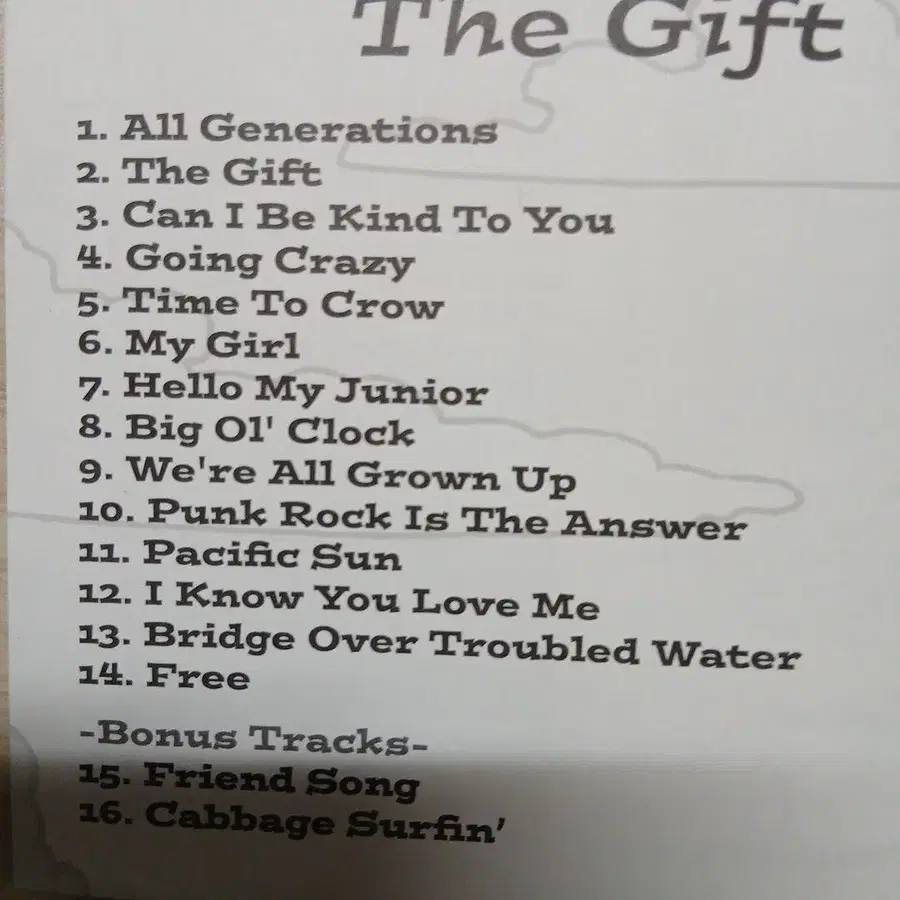 The Gift
1. All Generations
2. The Gift
3. Can I Be Kind To You
4. Going Crazy
5. Time To Crow
6. My Girl
7. Hello My Junior
8. Big Ol' Clock
9. We're All Grown Up
10. Punk Rock Is The Answer
11. Pacific Sun
12. I Know You Love Me
13. Bridge Over Troubled Water
14. Free
-Bonus Tracks-
15. Friend Song
16. Cabbage Surfin’